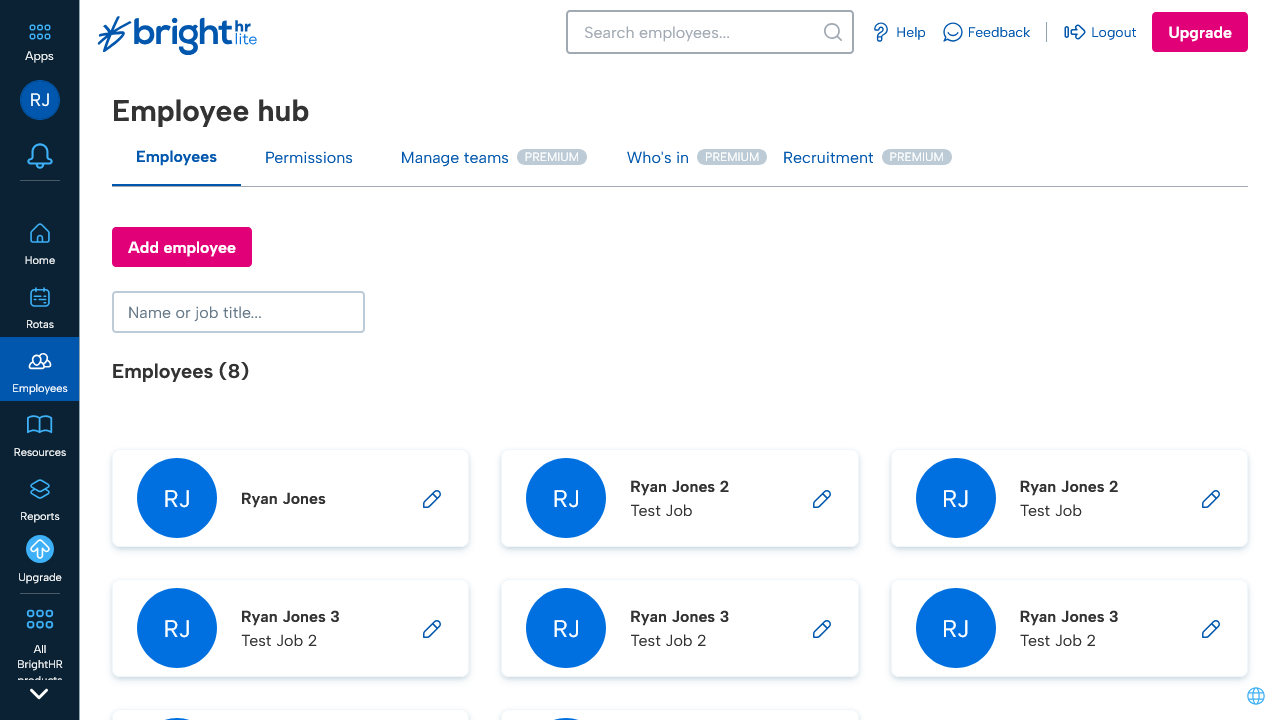 Apps
RJ
Home
Rotas
Employees
Resources
Reports
Upgrade
All
BrightHR
products
brighthr
lite
Search employees...
Help
Feedback
Logout
Upgrade
Employee hub
Employees
Permissions
Manage teams PREMIUM
Who's in PREMIUM
Recruitment PREMIUM
Add employee
Name or job title...
Employees (8)
RJ
Ryan Jones
RJ
Ryan Jones 2
Test Job
RJ
Ryan Jones 2
Test Job
RJ
Ryan Jones 3
Test Job 2
RJ
Ryan Jones 3
Test Job 2
RJ
Ryan Jones 3
Test Job 2